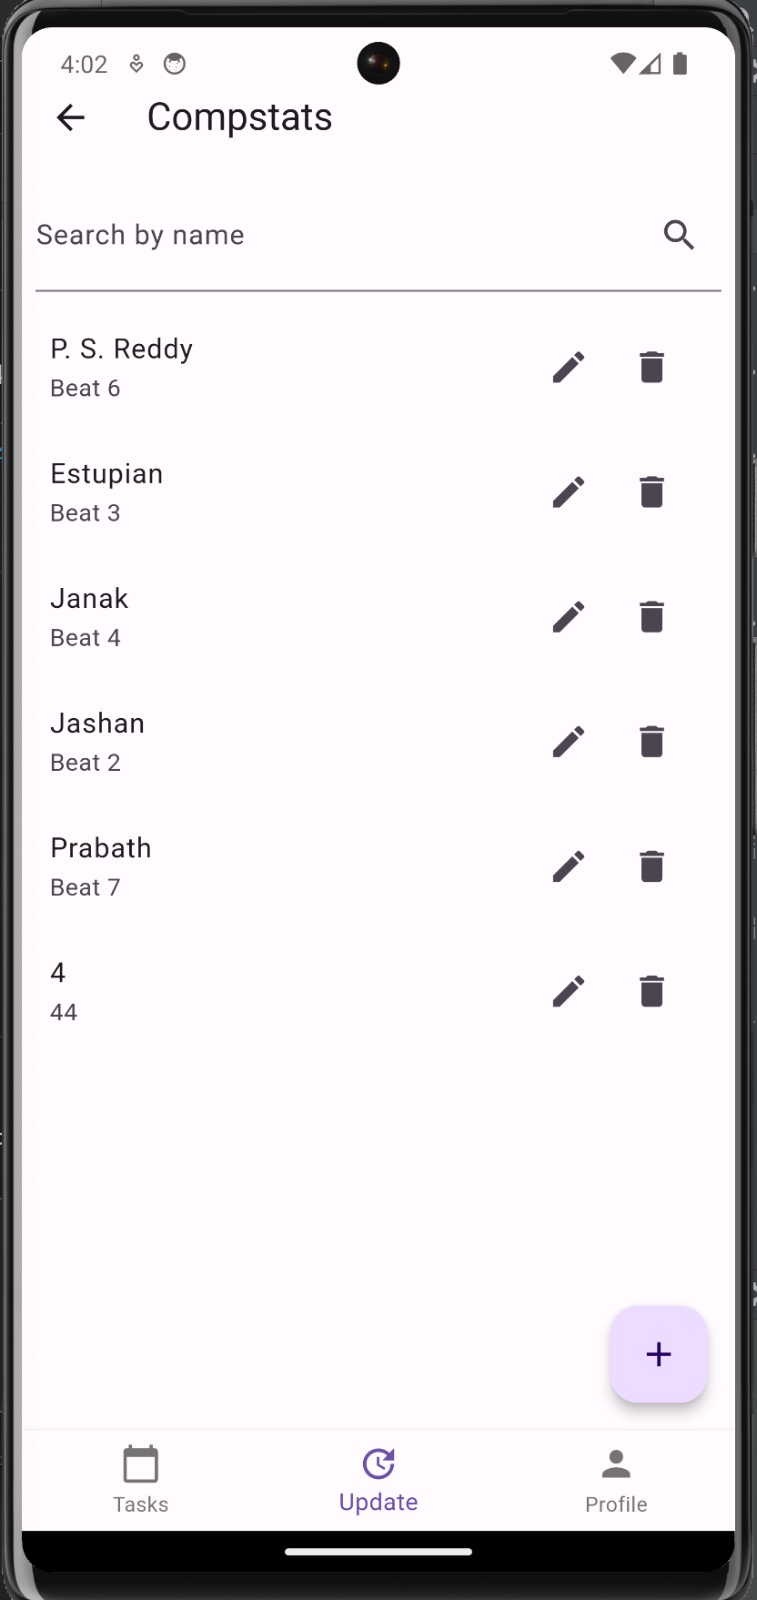 4:02
Compstats
Search by name
P. S. Reddy
Beat 6
Estupian
Beat 3
Janak
Beat 4
Jashan
Beat 2
Prabath
Beat 7
4
44
Tasks
Update
Profile